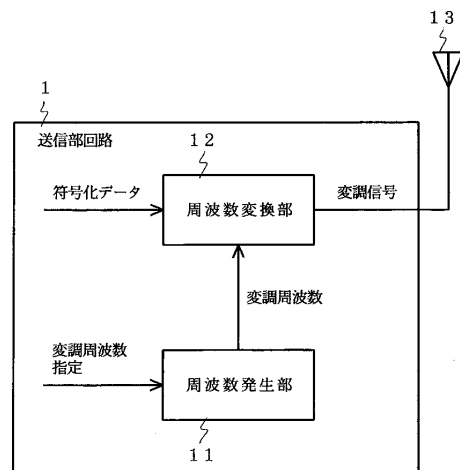 １３
１
送信部回路
１２
符号化データ
周波数変換部
変調信号
変調周波数
変調周波数
指定
周波数発生部
１１